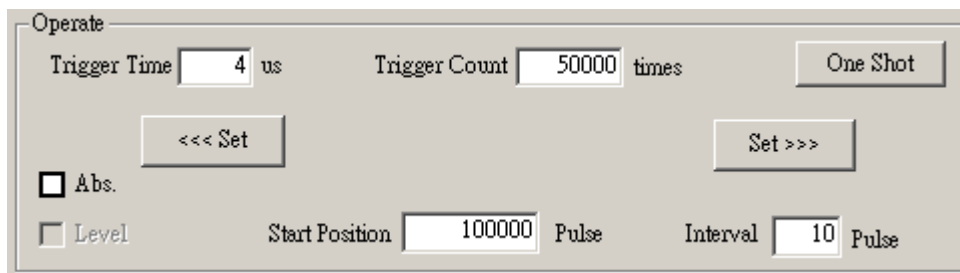 Operate
Trigger Time 4 us Trigger Count 50000 times One Shot
<<< Set Set >>>
Abs.
Level Start Position 100000 Pulse Interval 10 Pulse